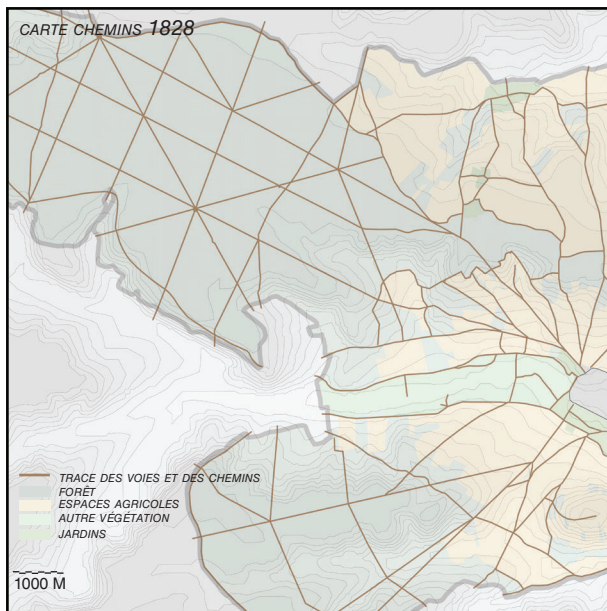 CARTE CHEMINS 1828
TRACE DES VOIES ET DES CHEMINS
FORÊT
ESPACES AGRICOLES
AUTRE VÉGÉTATION
JARDINS
1000 M